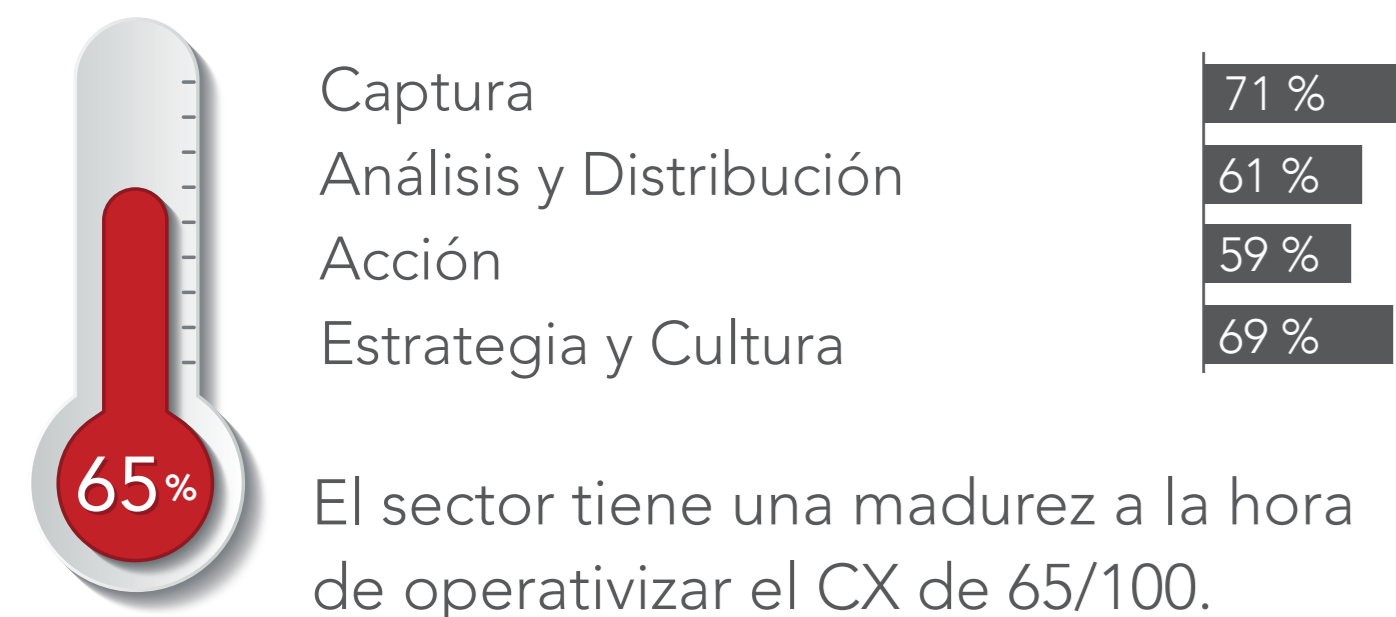 Captura 71 %
Análisis y Distribución 61 %
Acción 59 %
Estrategia y Cultura 69 %
65%
El sector tiene una madurez a la hora
de operativizar el CX de 65/100.